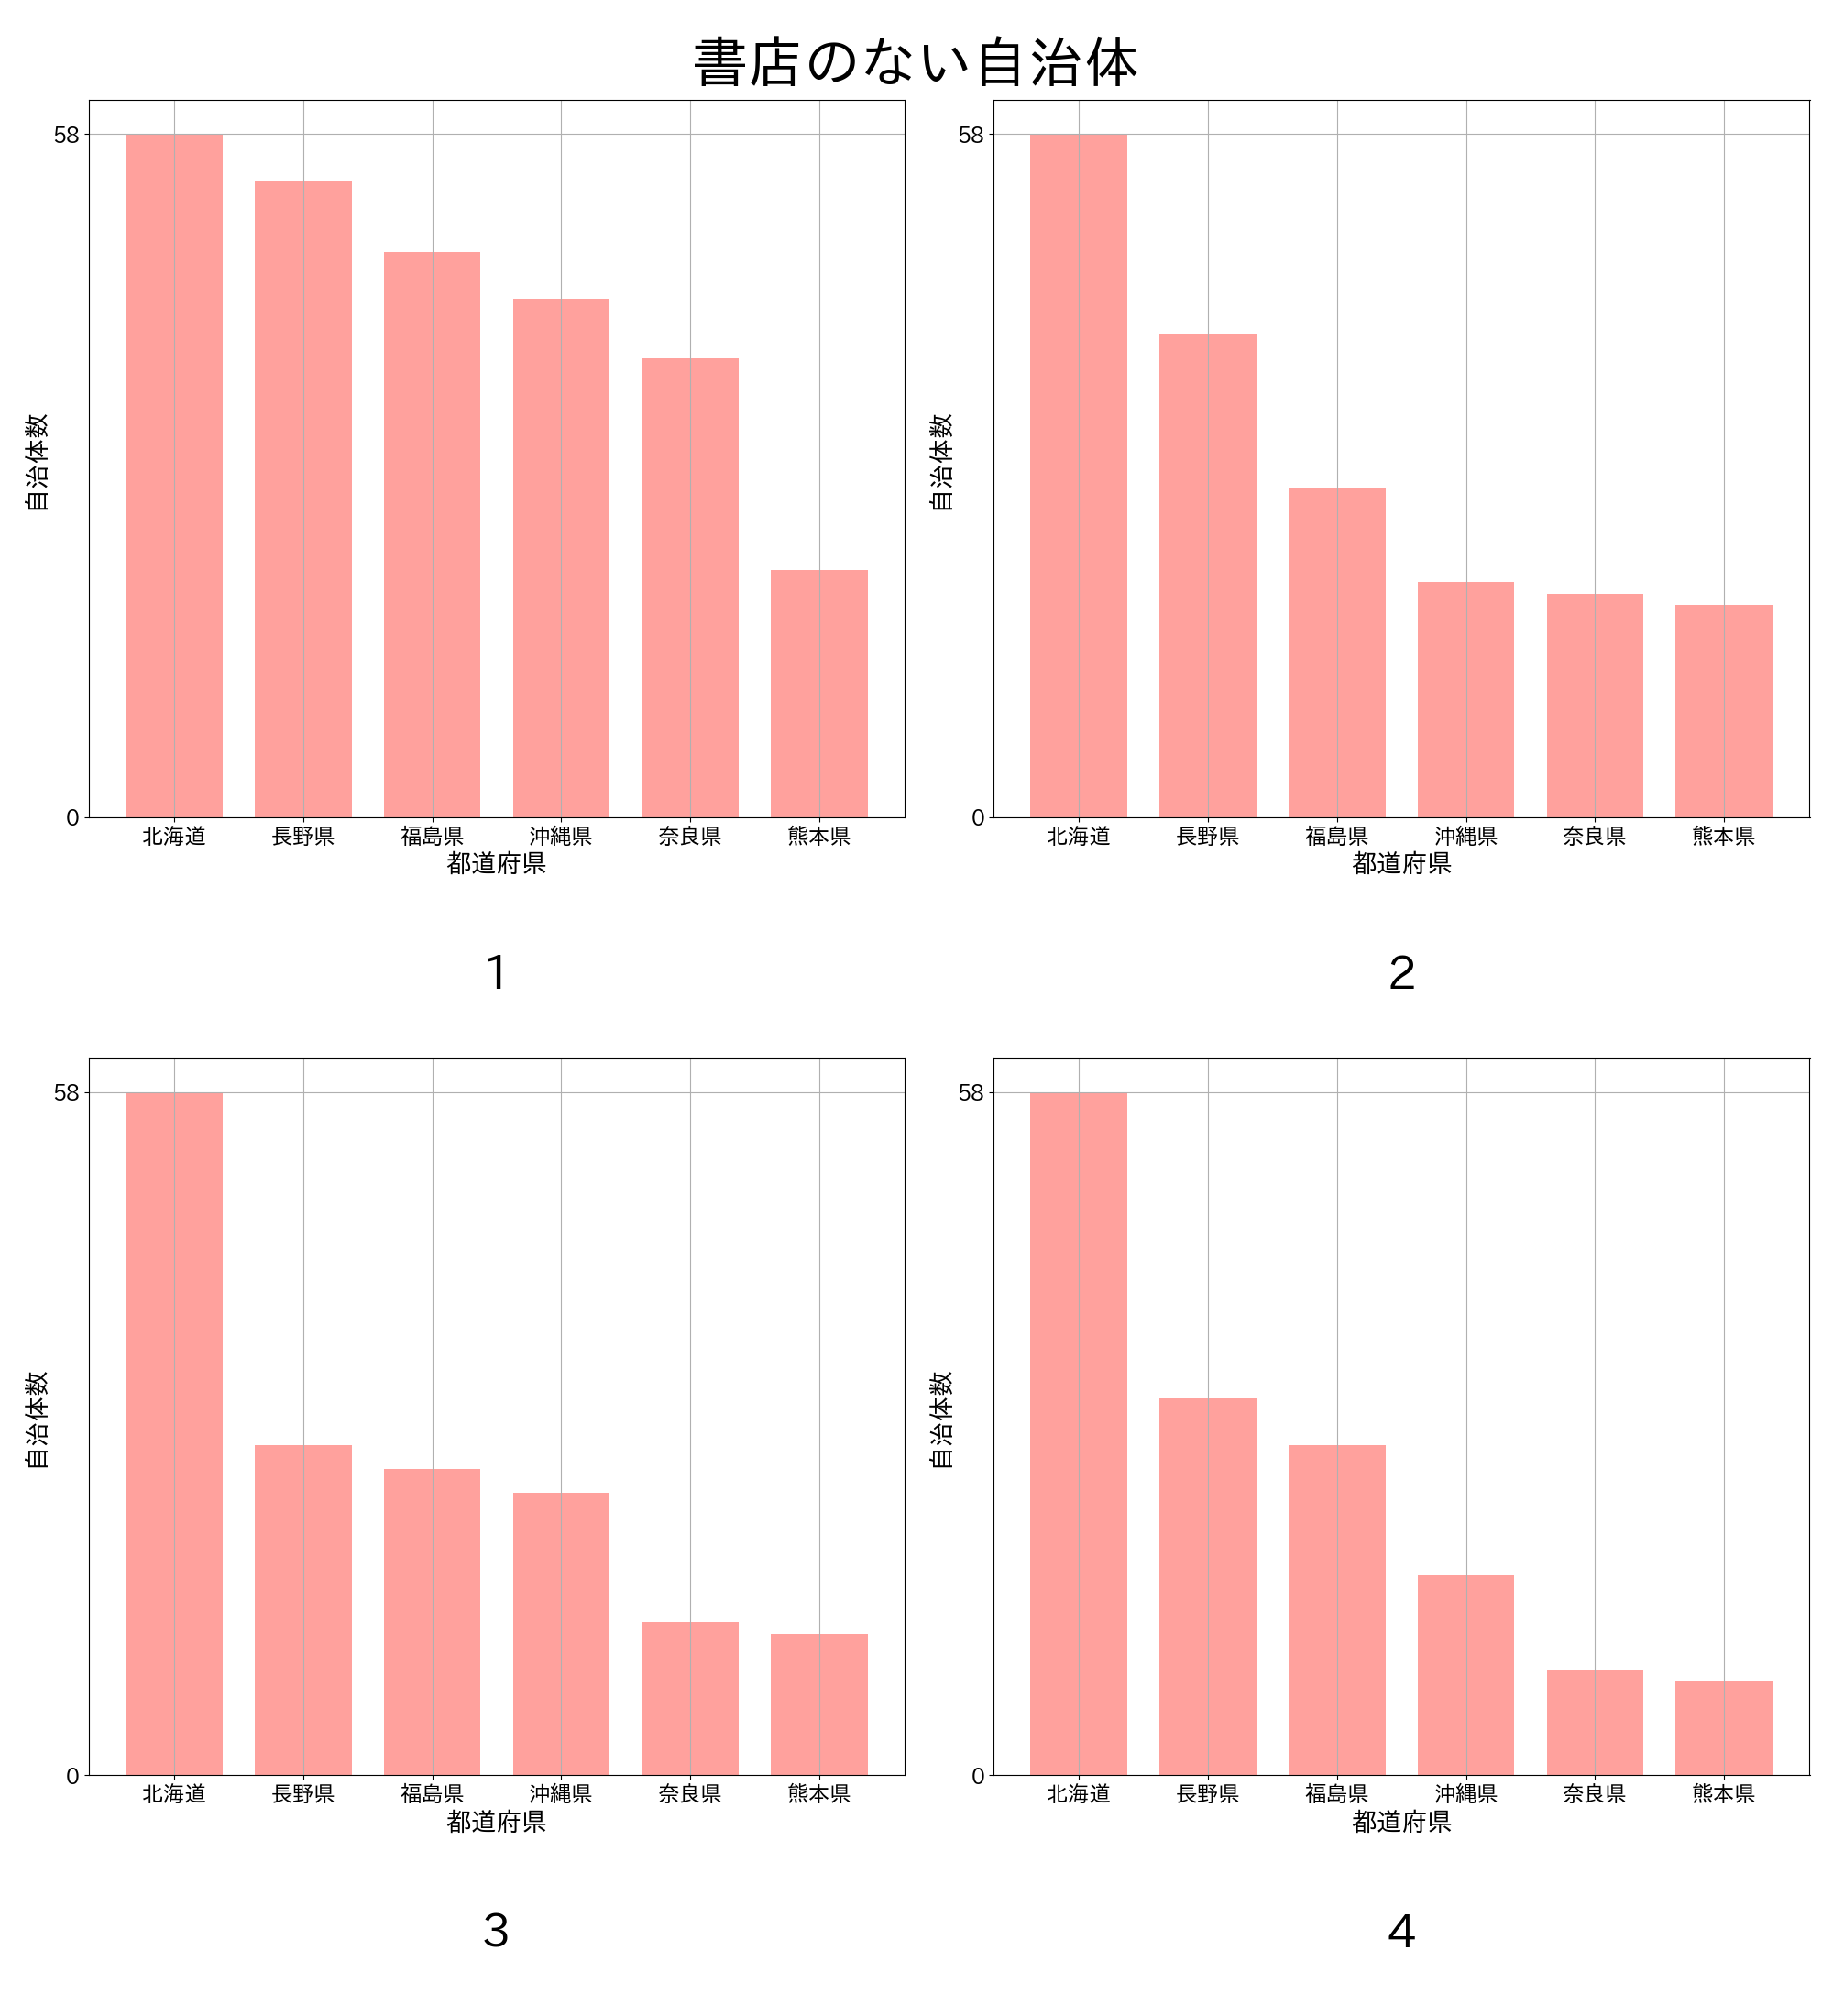 書店のない自治体
58
0
自治体数
北海道 長野県 福島県 沖縄県 奈良県 熊本県
都道府県
1
58
0
自治体数
北海道 長野県 福島県 沖縄県 奈良県 熊本県
都道府県
2
58
0
自治体数
北海道 長野県 福島県 沖縄県 奈良県 熊本県
都道府県
3
58
0
自治体数
北海道 長野県 福島県 沖縄県 奈良県 熊本県
都道府県
4